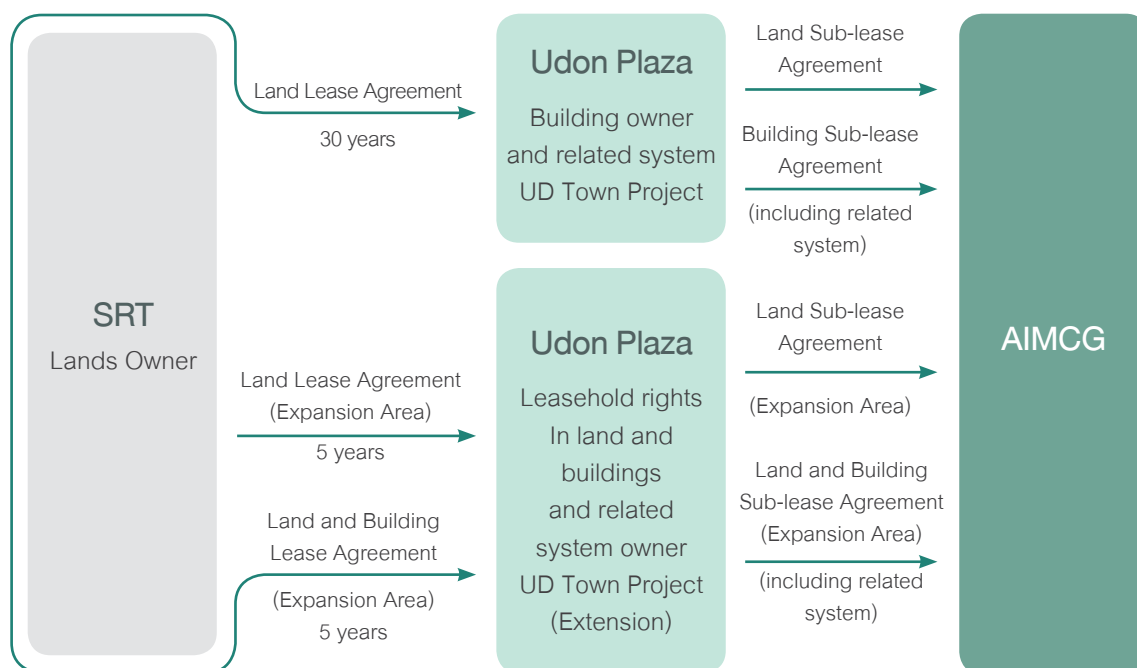 SRT
Lands Owner
Land Lease Agreement
30 years
Land Lease Agreement
(Expansion Area)
5 years
Land and Building
Lease Agreement
(Expansion Area)
5 years
Udon Plaza
Building owner
and related system
UD Town Project
Udon Plaza
Leasehold rights
In land and
buildings
and related
system owner
UD Town Project
(Extension)
Land Sub-lease
Agreement
Building Sub-lease
Agreement
(including related
system)
Land Sub-lease
Agreement
(Expansion Area)
Land and Building
Sub-lease Agreement
(Expansion Area)
(including related
system)
AIMCG